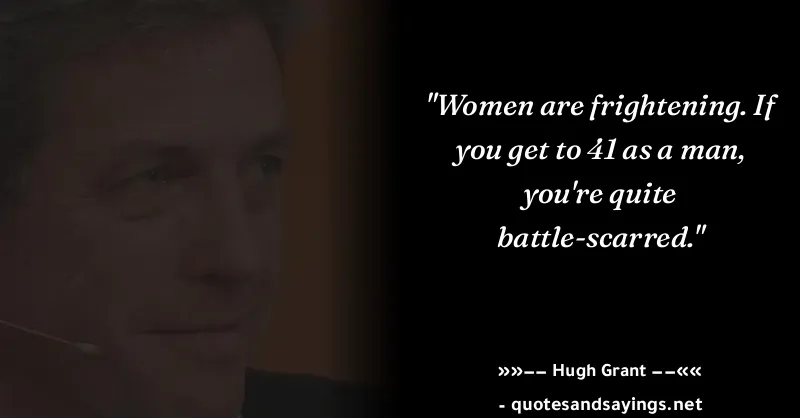 "Women are frightening. If
you get to 41 as a man,
you're quite
battle-scarred."
»»−− Hugh Grant −−««
- quotesandsayings.net